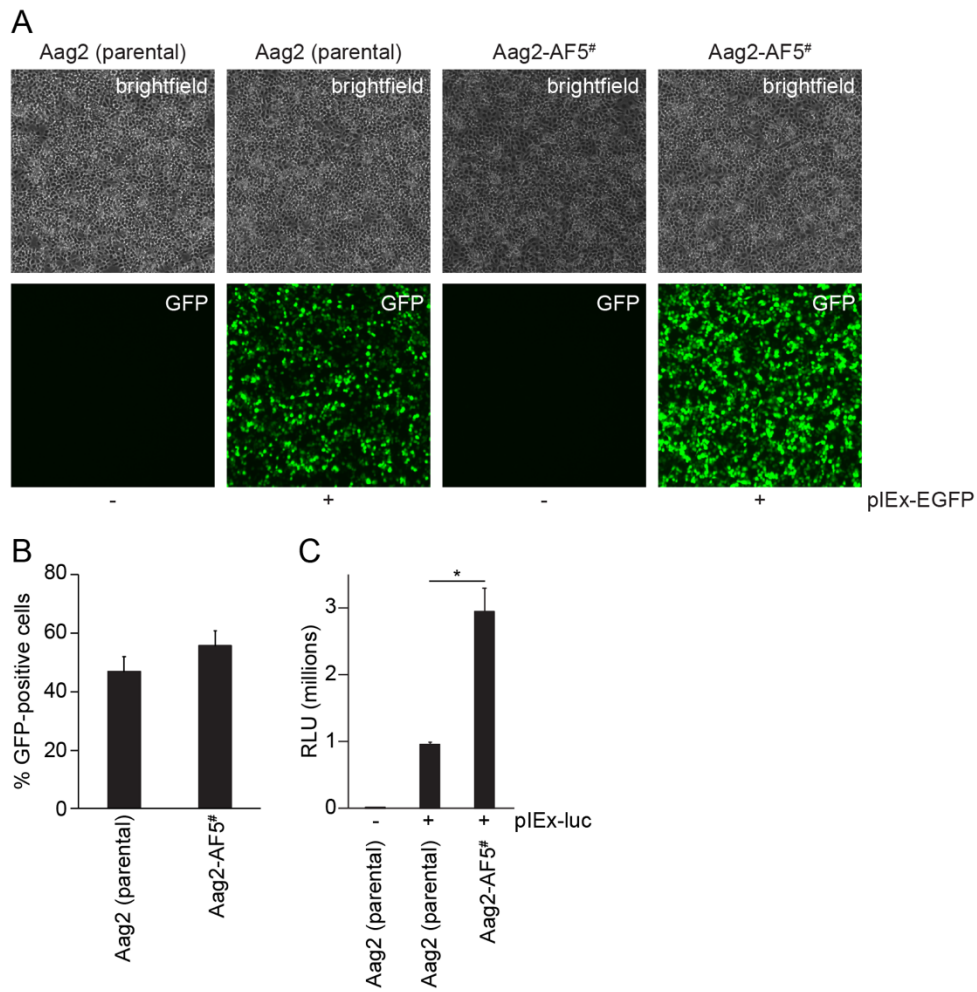 A
Aag2 (parental) Aag2 (parental) Aag2-AF5# Aag2-AF5#
brightfield brightfield brightfield brightfield
GFP GFP GFP GFP
- + - + pIEx-EGFP
B
% GFP-positive cells
80
60
40
20
0
Aag2 (parental)
Aag2-AF5#
C
RLU (millions)
*
3
2
1
0
- + + pIEx-luc
Aag2 (parental)
Aag2 (parental)
Aag2-AF5#